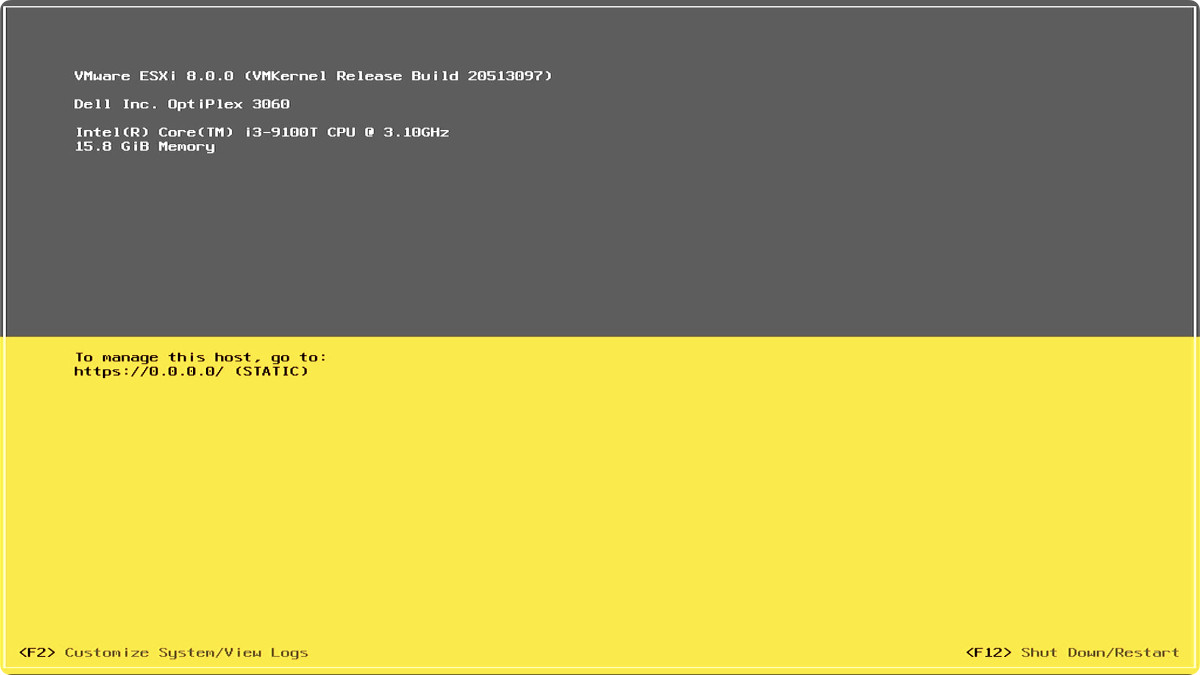 VMware ESXi 8.0.0 (VMKernel Release Build 20513097)
Dell Inc. OptiPlex 3060
Intel(R) Core(TM) i3-9100T CPU @ 3.10GHz
15.8 GiB Memory
To manage this host, go to:
https://0.0.0.0/ (STATIC)
<F2> Customize System/View Logs
<F12> Shut Down/Restart